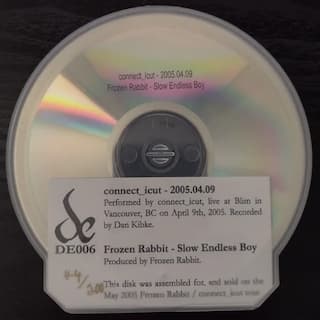 connect_icut - 2005.04.09
Frozen Rabbit - Slow Endless Boy
connect_icut - 2005.04.09
Performed by connect_icut, live at Blim in
Vancouver, BC on April 9th, 2005. Recorded
by Dan Kibke.
de
DE006
Frozen Rabbit - Slow Endless Boy
Produced by Frozen Rabbit.
This disk was assembled for, and sold on the
May 2005 Frozen Rabbit / connect_icut tour.